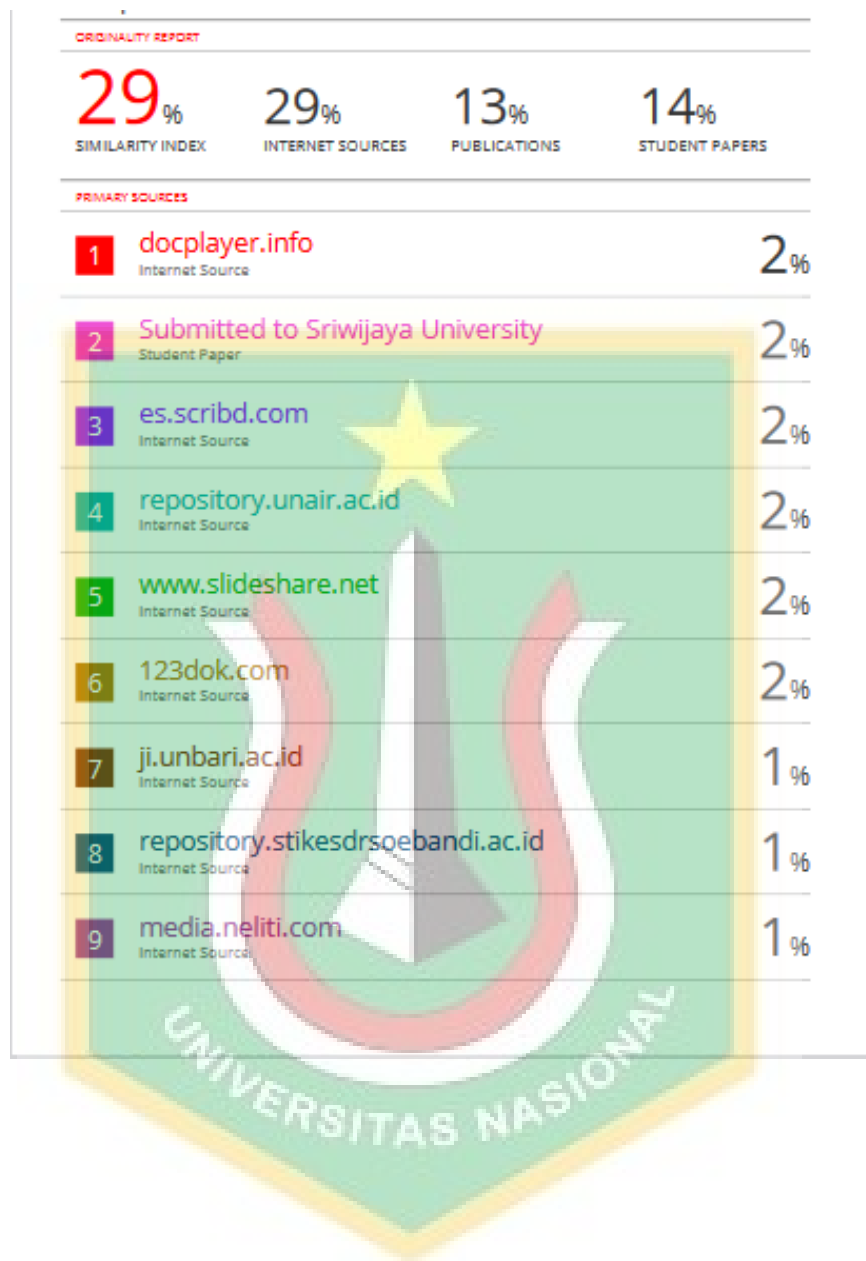 ORIGINALITY REPORT
29% 29% 13% 14%
SIMILARITY INDEX INTERNET SOURCES PUBLICATIONS STUDENT PAPERS
PRIMARY SOURCES
1 docplayer.info 2%
Internet Source
2 Submitted to Sriwijaya University 2%
Student Paper
3 es.scribd.com 2%
Internet Source
4 repository.unair.ac.id 2%
Internet Source
5 www.slideshare.net 2%
Internet Source
6 123dok.com 2%
Internet Source
7 ji.unbari.ac.id 1%
Internet Source
8 repository.stikesdrsoebandi.ac.id 1%
Internet Source
9 media.neliti.com 1%
Internet Source
UNIVERSITAS NASIONAL